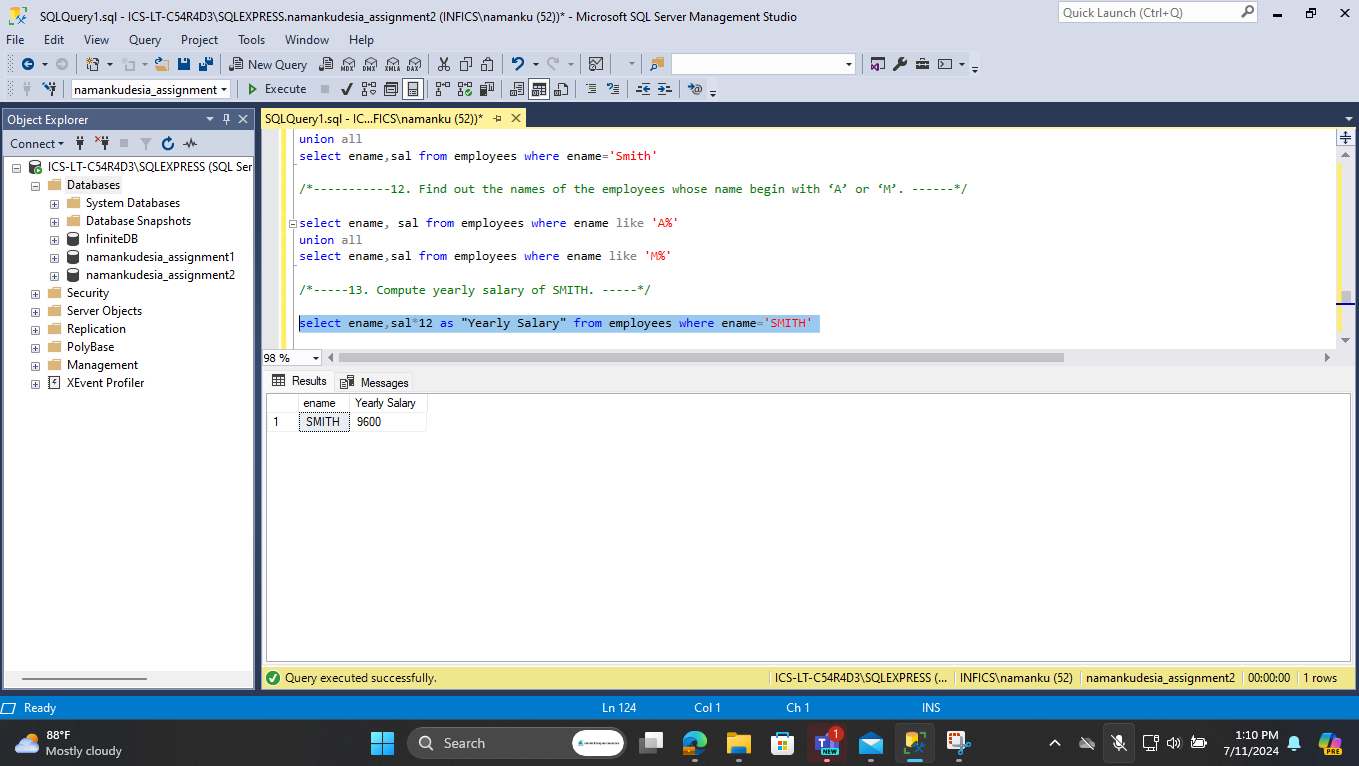 SQLQuery1.sql - ICS-LT-C54R4D3\SQLEXPRESS.namankudesia_assignment2 (INFICS\namanku (52))* - Microsoft SQL Server Management Studio
Quick Launch (Ctrl+Q)
File Edit View Query Project Tools Window Help
New Query MDX DMX XMLA DAX
namankudesia_assignment Execute
Object Explorer
Connect
ICS-LT-C54R4D3\SQLEXPRESS (SQL Ser
Databases
System Databases
Database Snapshots
InfiniteDB
namankudesia_assignment1
namankudesia_assignment2
Security
Server Objects
Replication
PolyBase
Management
XEvent Profiler
SQLQuery1.sql - IC...FICS\namanku (52))*
union all
select ename,sal from employees where ename='Smith'
/*-----------12. Find out the names of the employees whose name begin with ‘A’ or ‘M’. ------*/
select ename, sal from employees where ename like 'A%'
union all
select ename,sal from employees where ename like 'M%'
/*-----13. Compute yearly salary of SMITH. -----*/
select ename,sal*12 as "Yearly Salary" from employees where ename='SMITH'
98 %
Results Messages
ename Yearly Salary
1 SMITH 9600
Query executed successfully.
ICS-LT-C54R4D3\SQLEXPRESS (... INFICS\namanku (52) namankudesia_assignment2 00:00:00 1 rows
Ready Ln 124 Col 1 Ch 1 INS
88°F
Mostly cloudy
Search
1
NEW
1:10 PM
7/11/2024
PRE